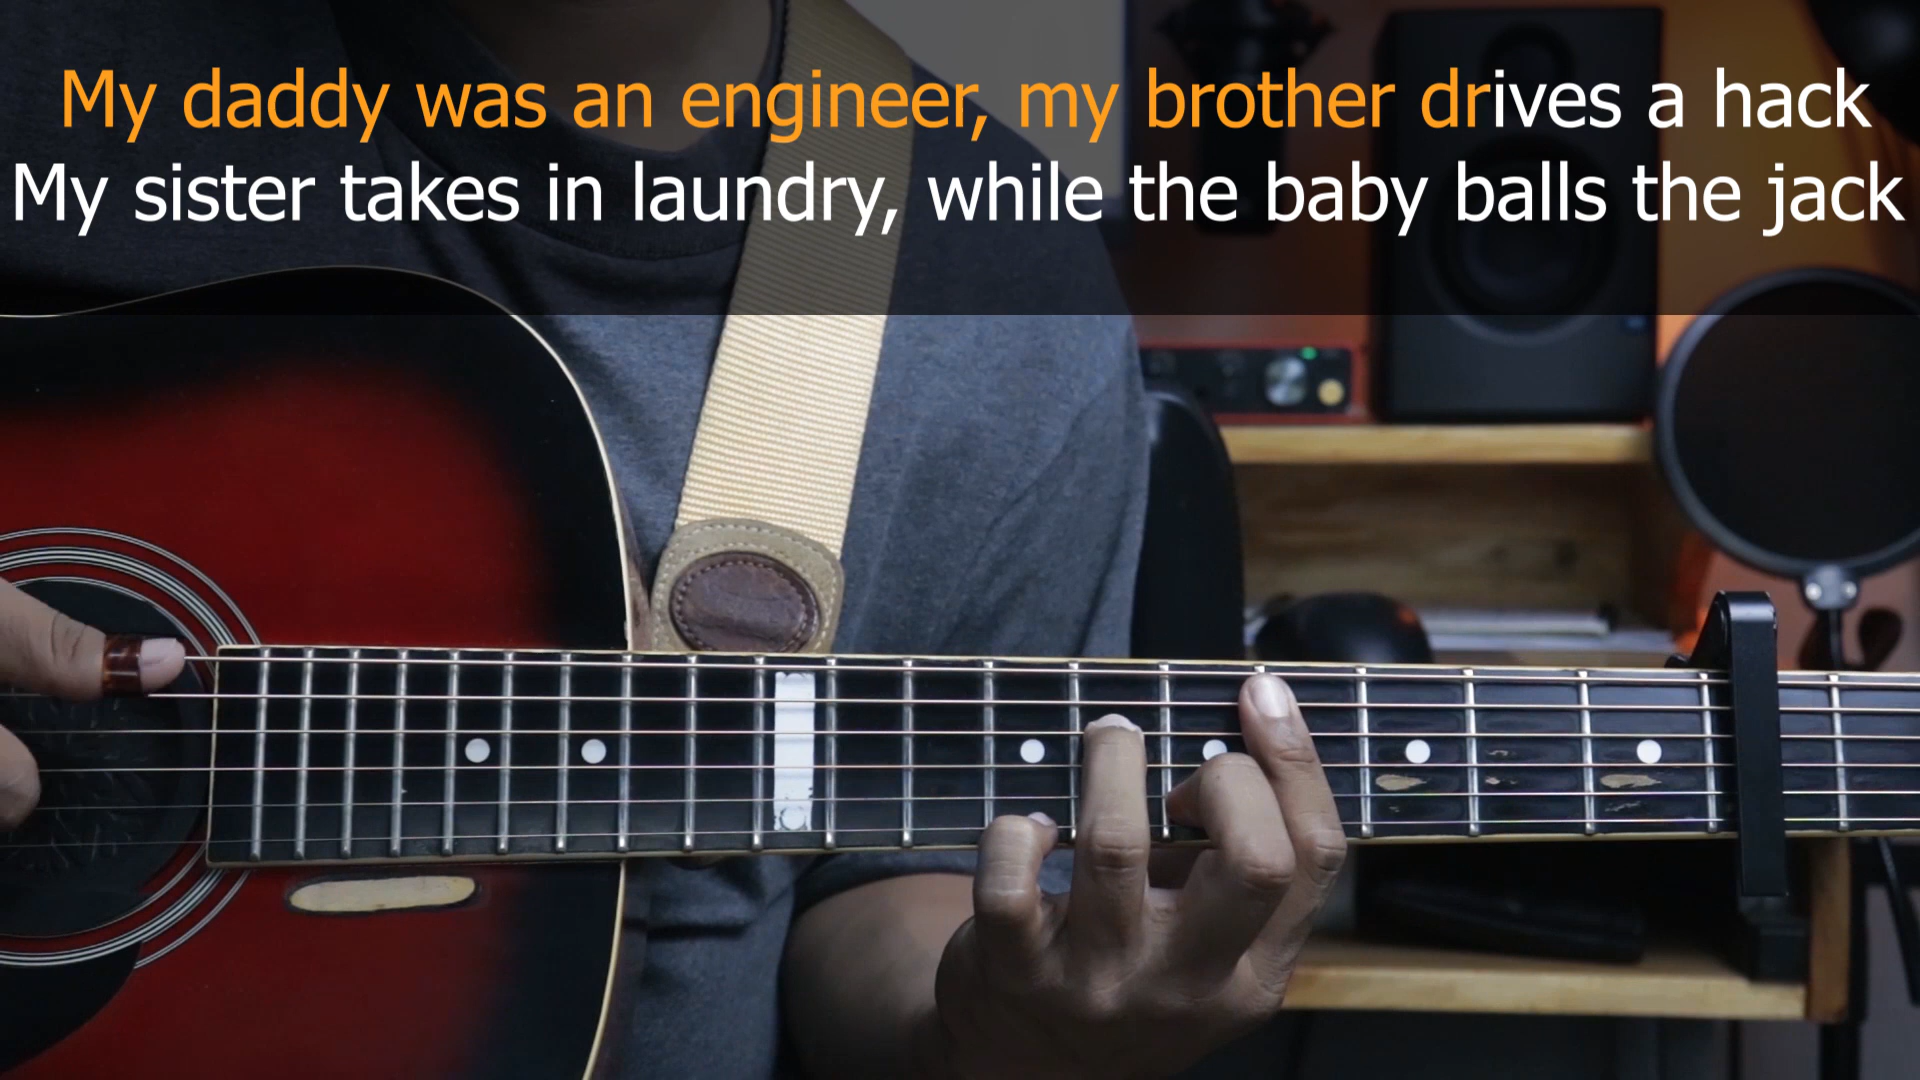 My daddy was an engineer, my brother drives a hack
My sister takes in laundry, while the baby balls the jack